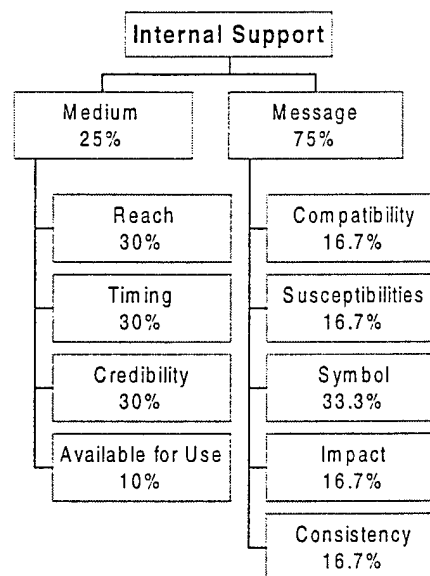 Internal Support
Medium
25%
Message
75%
Reach
30%
Timing
30%
Credibility
30%
Available for Use
10%
Compatibility
16.7%
Susceptibilities
16.7%
Symbol
33.3%
Impact
16.7%
Consistency
16.7%